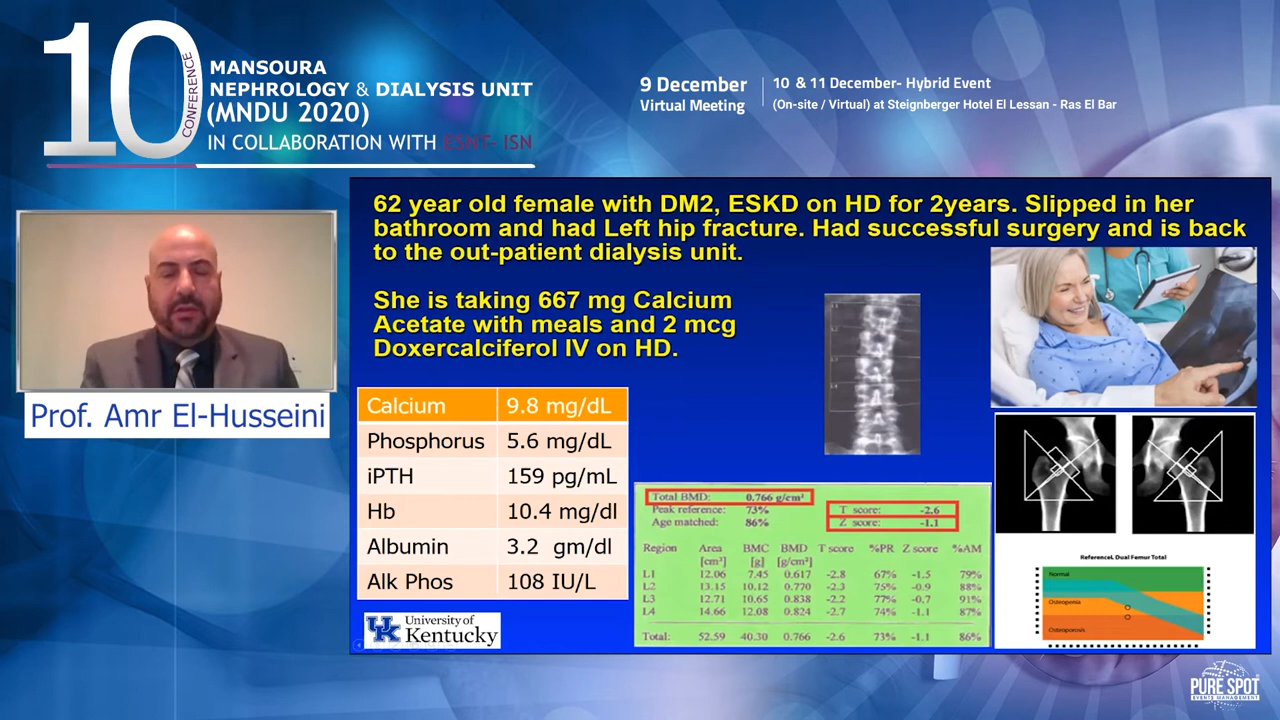 10
CONFERENCE
MANSOURA
NEPHROLOGY & DIALYSIS UNIT
(MNDU 2020)
IN COLLABORATION WITH ESNT- ISN
9 December
Virtual Meeting
10 & 11 December- Hybrid Event
(On-site / Virtual) at Steignberger Hotel El Lessan - Ras El Bar
Prof. Amr El-Husseini
62 year old female with DM2, ESKD on HD for 2years. Slipped in her
bathroom and had Left hip fracture. Had successful surgery and is back
to the out-patient dialysis unit.
She is taking 667 mg Calcium
Acetate with meals and 2 mcg
Doxercalciferol IV on HD.
Calcium 9.8 mg/dL
Phosphorus 5.6 mg/dL
iPTH 159 pg/mL
Hb 10.4 mg/dl
Albumin 3.2 gm/dl
Alk Phos 108 IU/L
UK University of
Kentucky
Total BMD: 0.766 g/cm²
Peak reference: 73% T score: -2.6
Age matched: 86% Z score: -1.1
Region Area BMC BMD T score %PR Z score %AM
[cm²] [g] [g/cm²]
L1 12.06 7.45 0.617 -2.8 67% -1.5 79%
L2 13.15 10.12 0.770 -2.3 75% -0.9 88%
L3 12.71 10.65 0.838 -2.2 77% -0.7 91%
L4 14.66 12.08 0.824 -2.7 74% -1.1 87%
Total: 52.59 40.30 0.766 -2.6 73% -1.1 86%
ReferenceL Dual Femur Total
Normal
Osteopenia
Osteoporosis
PURE SPOT
EVENTS MANAGEMENT